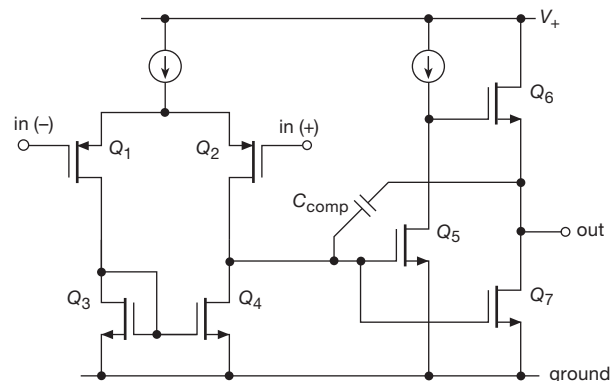 V+
Q6
in (–)
Q1
Q2
in (+)
Ccomp
Q5
out
Q3
Q4
Q7
ground